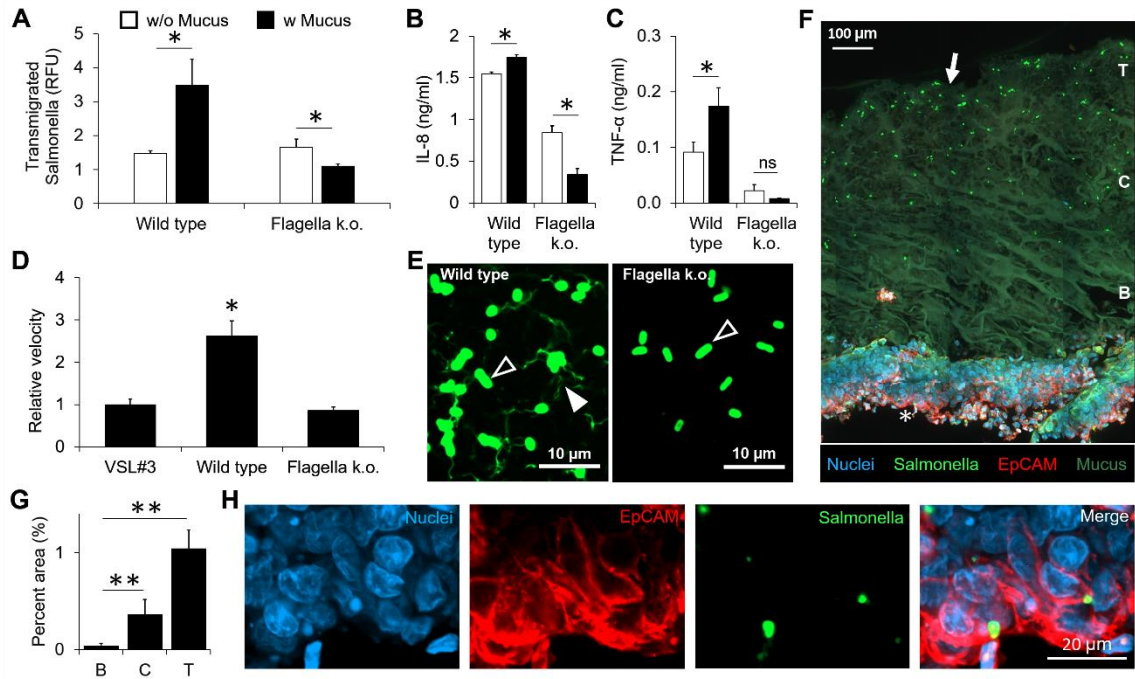 A
w/o Mucus
w Mucus
Transmigrated
Salmonella (RFU)
5
4
3
2
1
0
*
*
Wild type
Flagella k.o.
B
IL-8 (ng/ml)
2
1.5
1
0.5
0
*
*
Wild
type
Flagella
k.o.
C
TNF-α (ng/ml)
0.3
0.2
0.1
0.0
*
ns
Wild
type
Flagella
k.o.
D
Relative velocity
4
3
2
1
0
*
VSL#3
Wild type
Flagella k.o.
E
Wild type
10 µm
Flagella k.o.
10 µm
F
100 µm
T
C
B
*
Nuclei
Salmonella
EpCAM
Mucus
G
Percent area (%)
1
0
**
**
B
C
T
H
Nuclei
EpCAM
Salmonella
Merge
20 µm